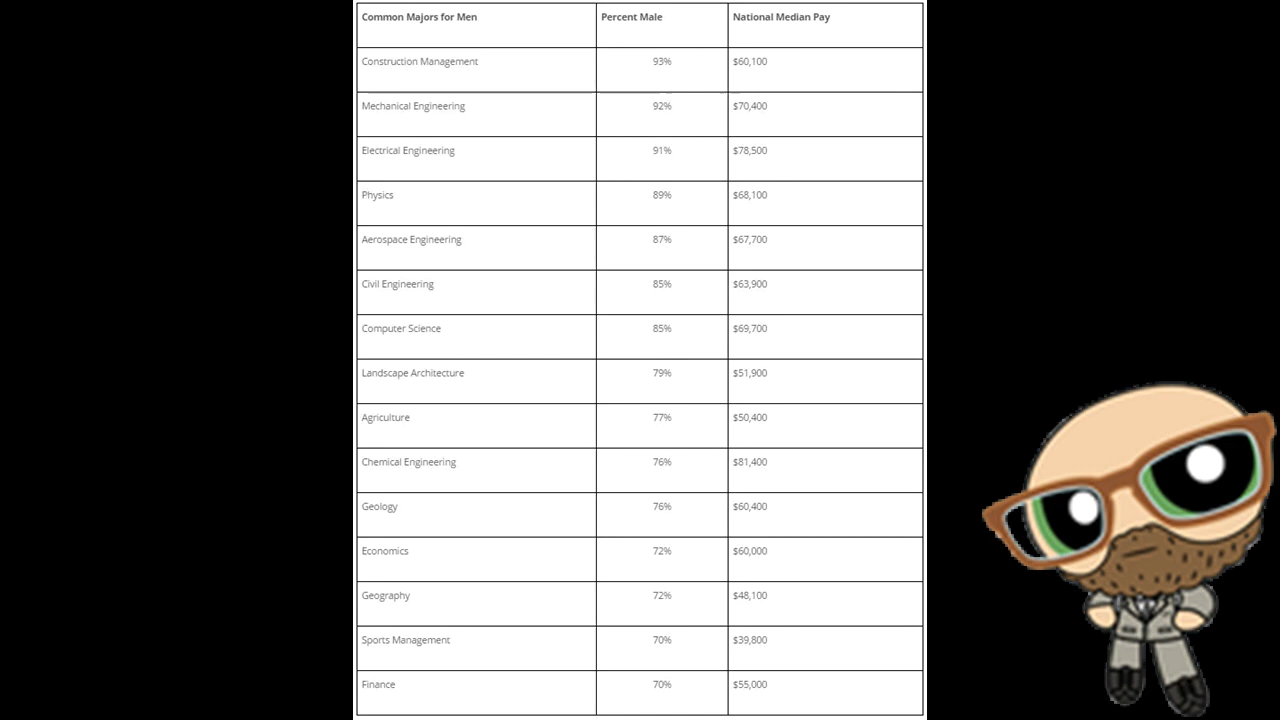 Common Majors for Men Percent Male National Median Pay
Construction Management 93% $60,100
Mechanical Engineering 92% $70,400
Electrical Engineering 91% $78,500
Physics 89% $68,100
Aerospace Engineering 87% $67,700
Civil Engineering 85% $63,900
Computer Science 85% $69,700
Landscape Architecture 79% $51,900
Agriculture 77% $50,400
Chemical Engineering 76% $81,400
Geology 76% $60,400
Economics 72% $60,000
Geography 72% $48,100
Sports Management 70% $39,800
Finance 70% $55,000